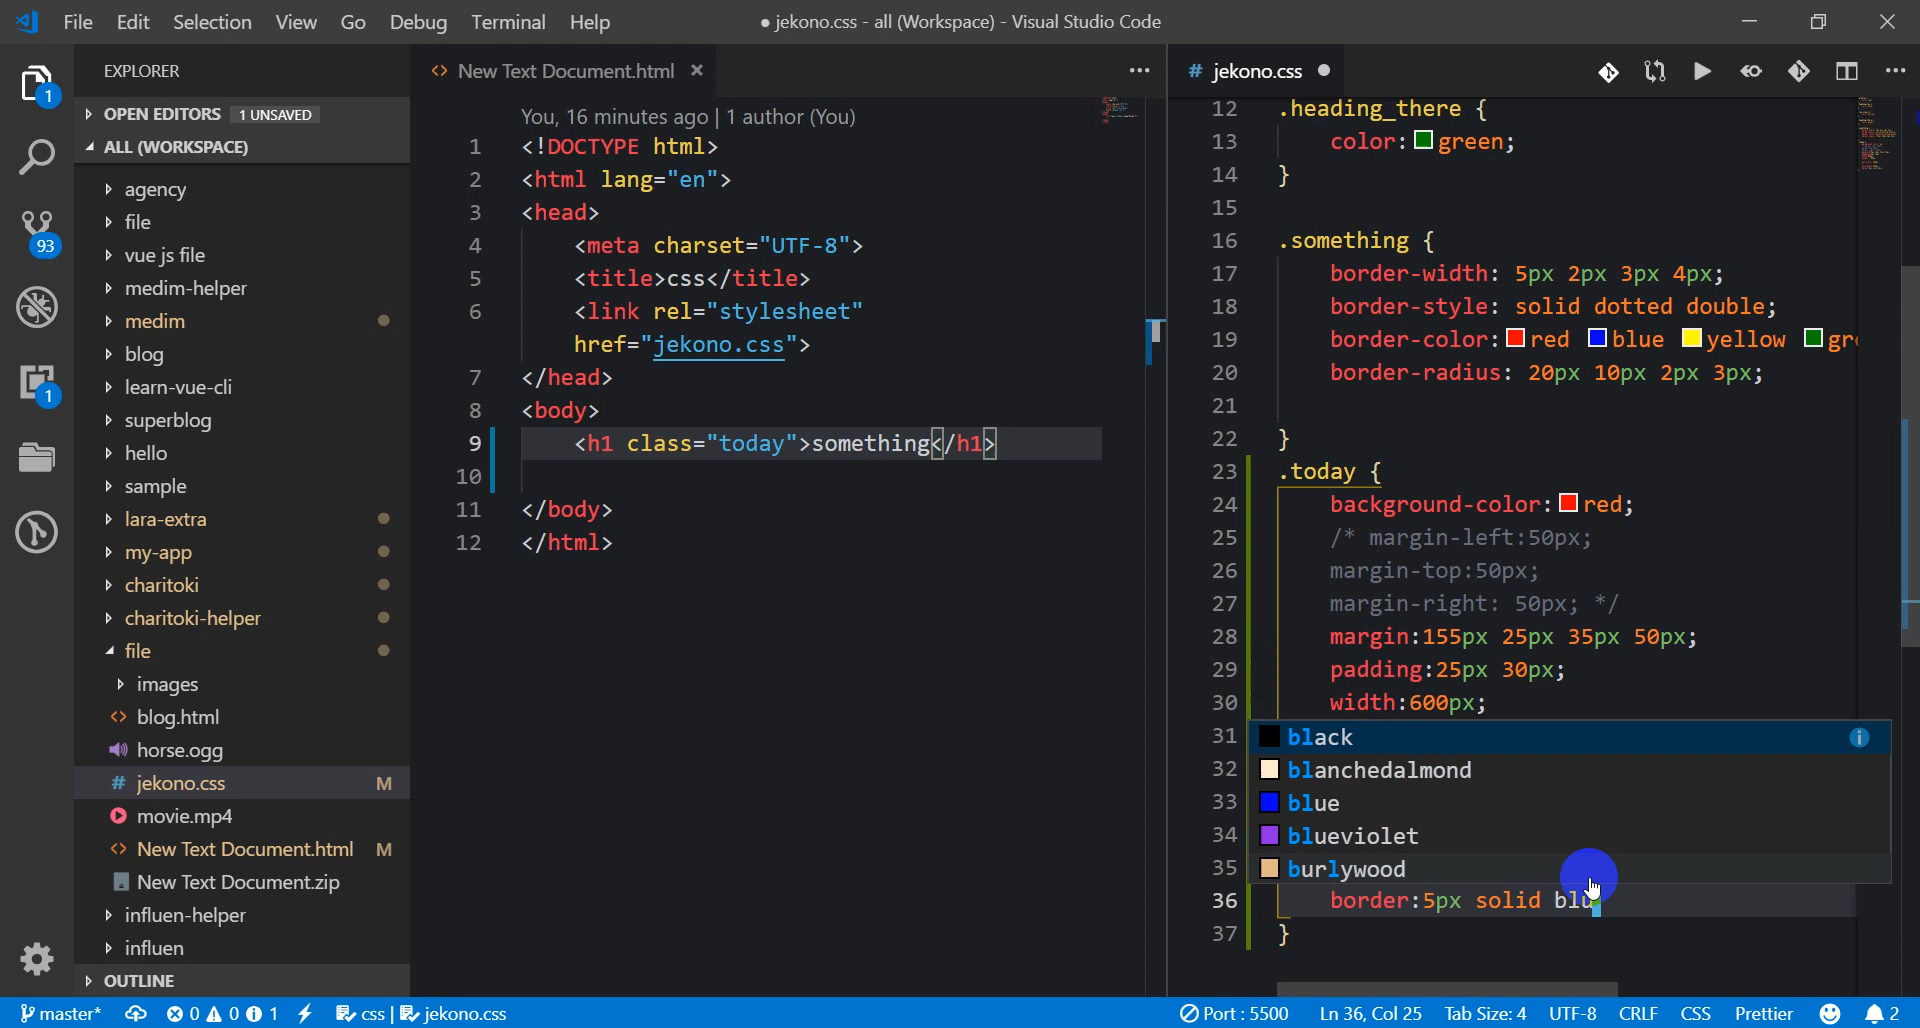 File Edit Selection View Go Debug Terminal Help
● jekono.css - all (Workspace) - Visual Studio Code
EXPLORER
OPEN EDITORS 1 UNSAVED
ALL (WORKSPACE)
agency
file
vue js file
medim-helper
medim
blog
learn-vue-cli
superblog
hello
sample
lara-extra
my-app
charitoki
charitoki-helper
file
images
<> blog.html
horse.ogg
# jekono.css M
movie.mp4
<> New Text Document.html M
New Text Document.zip
influen-helper
influen
OUTLINE
1
93
1
<> New Text Document.html ×
You, 16 minutes ago | 1 author (You)
1 <!DOCTYPE html>
2 <html lang="en">
3 <head>
4 <meta charset="UTF-8">
5 <title>css</title>
6 <link rel="stylesheet"
href="jekono.css">
7 </head>
8 <body>
9 <h1 class="today">something</h1>
10
11 </body>
12 </html>
# jekono.css ●
12 .heading_there {
13 color: green;
14 }
15
16 .something {
17 border-width: 5px 2px 3px 4px;
18 border-style: solid dotted double;
19 border-color: red blue yellow gr
20 border-radius: 20px 10px 2px 3px;
21
22 }
23 .today {
24 background-color: red;
25 /* margin-left:50px;
26 margin-top:50px;
27 margin-right: 50px; */
28 margin:155px 25px 35px 50px;
29 padding:25px 30px;
30 width:600px;
31 black
32 blanchedalmond
33 blue
34 blueviolet
35 burlywood
36 border:5px solid blu
37 }
master* 0 0 1 css | jekono.css Port : 5500 Ln 36, Col 25 Tab Size: 4 UTF-8 CRLF CSS Prettier 2